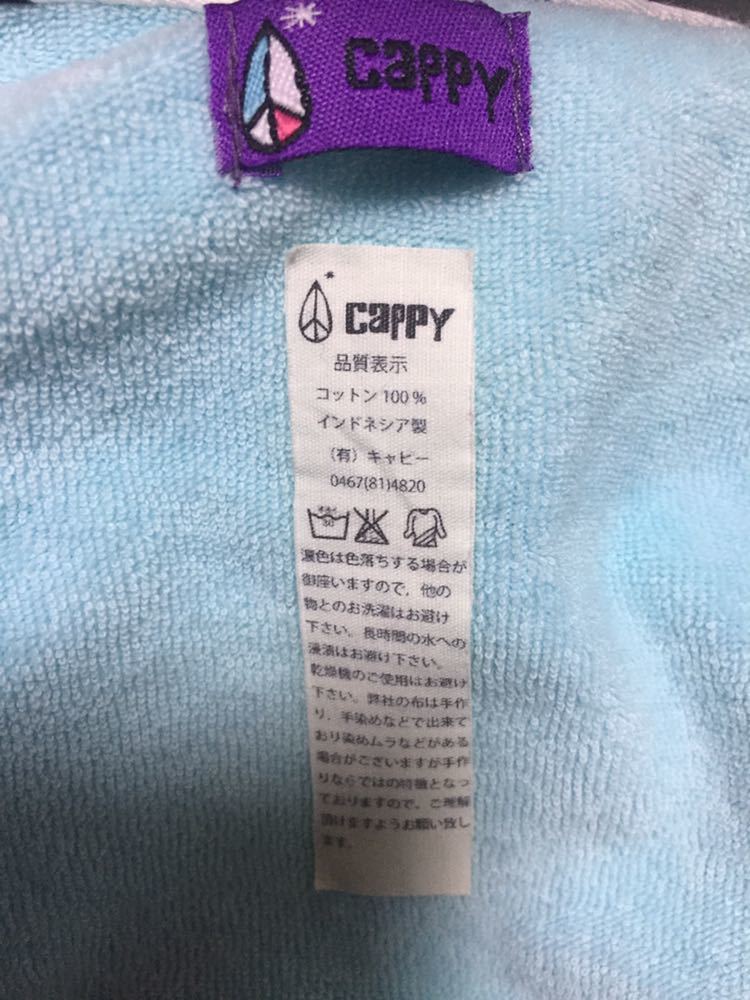 cappy
cappy
品質表示
コットン 100 %
インドネシア製
（有）キャピー
0467(81)4820
濃色は色落ちする場合が
御座いますので、他の
物とのお洗濯はお避け
下さい。長時間の水への
浸漬はお避け下さい。
乾燥機のご使用はお避け
下さい。弊社の布は手作
り、手染めなどで出来て
おり染めムラなどがある
場合がございますが手作
りならではの特徴となっ
ておりますので、ご理解
頂けますようお願い致し
ます。